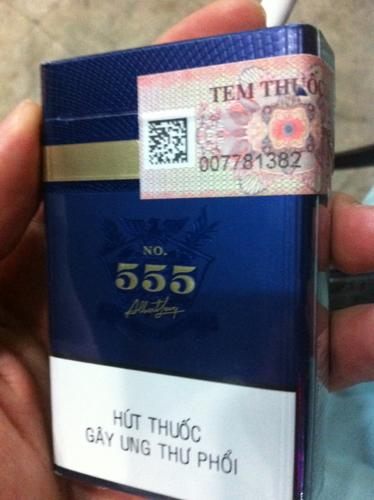 TEM THUỐC
007781382
NO.
555
HÚT THUỐC
GÂY UNG THƯ PHỔI